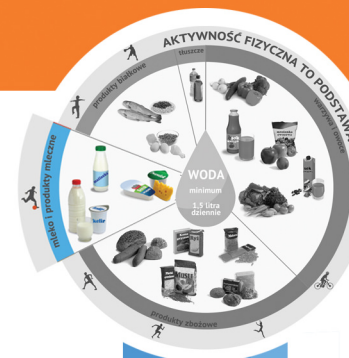 AKTYWNOŚĆ FIZYCZNA TO PODSTAWA
tłuszcze
produkty białkowe
warzywa i owoce
mleko i produkty mleczne
WODA
minimum
1,5 litra
dziennie
produkty zbożowe